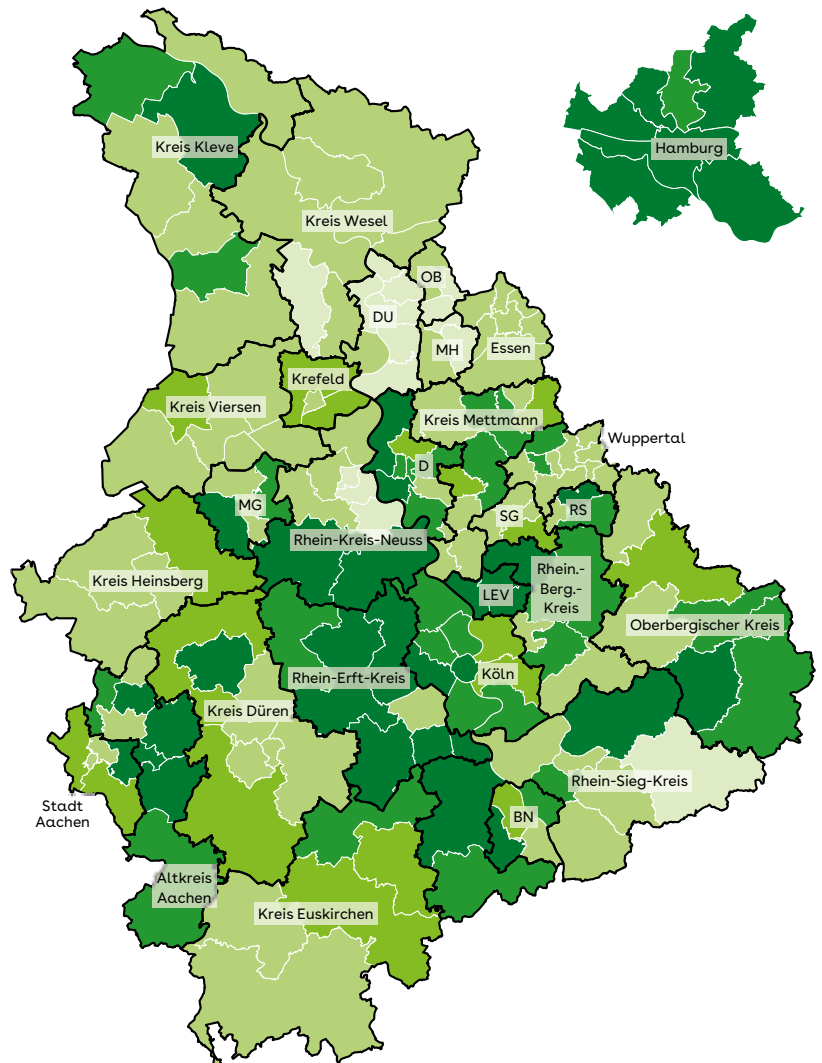 Kreis Kleve
Hamburg
Kreis Wesel
OB
DU
MH
Essen
Krefeld
Kreis Viersen
Kreis Mettmann
Wuppertal
D
MG
SG
RS
Rhein-Kreis-Neuss
Kreis Heinsberg
Rhein.-
Berg.-
Kreis
LEV
Oberbergischer Kreis
Köln
Rhein-Erft-Kreis
Kreis Düren
Rhein-Sieg-Kreis
Stadt
Aachen
BN
Altkreis
Aachen
Kreis Euskirchen